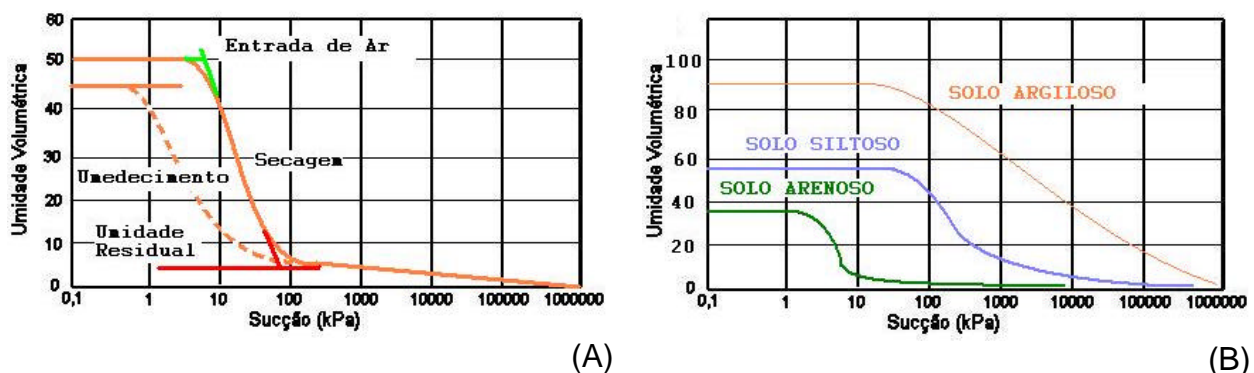 60
50
40
30
20
10
0
Umidade Volumétrica
Entrada de Ar
Secagem
Umedecimento
Umidade
Residual
0,1 1 10 100 1000 10000 100000 1000000
Sucção (kPa)
(A)
100
80
60
40
20
0
Umidade Volumétrica
SOLO ARGILOSO
SOLO SILTOSO
SOLO ARENOSO
0,1 1 10 100 1000 10000 100000 1000000
Sucção (kPa)
(B)